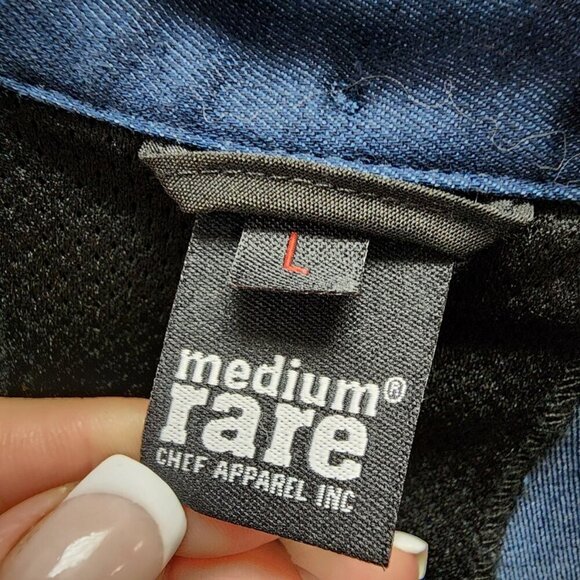 L
medium®
rare
CHEF APPAREL INC